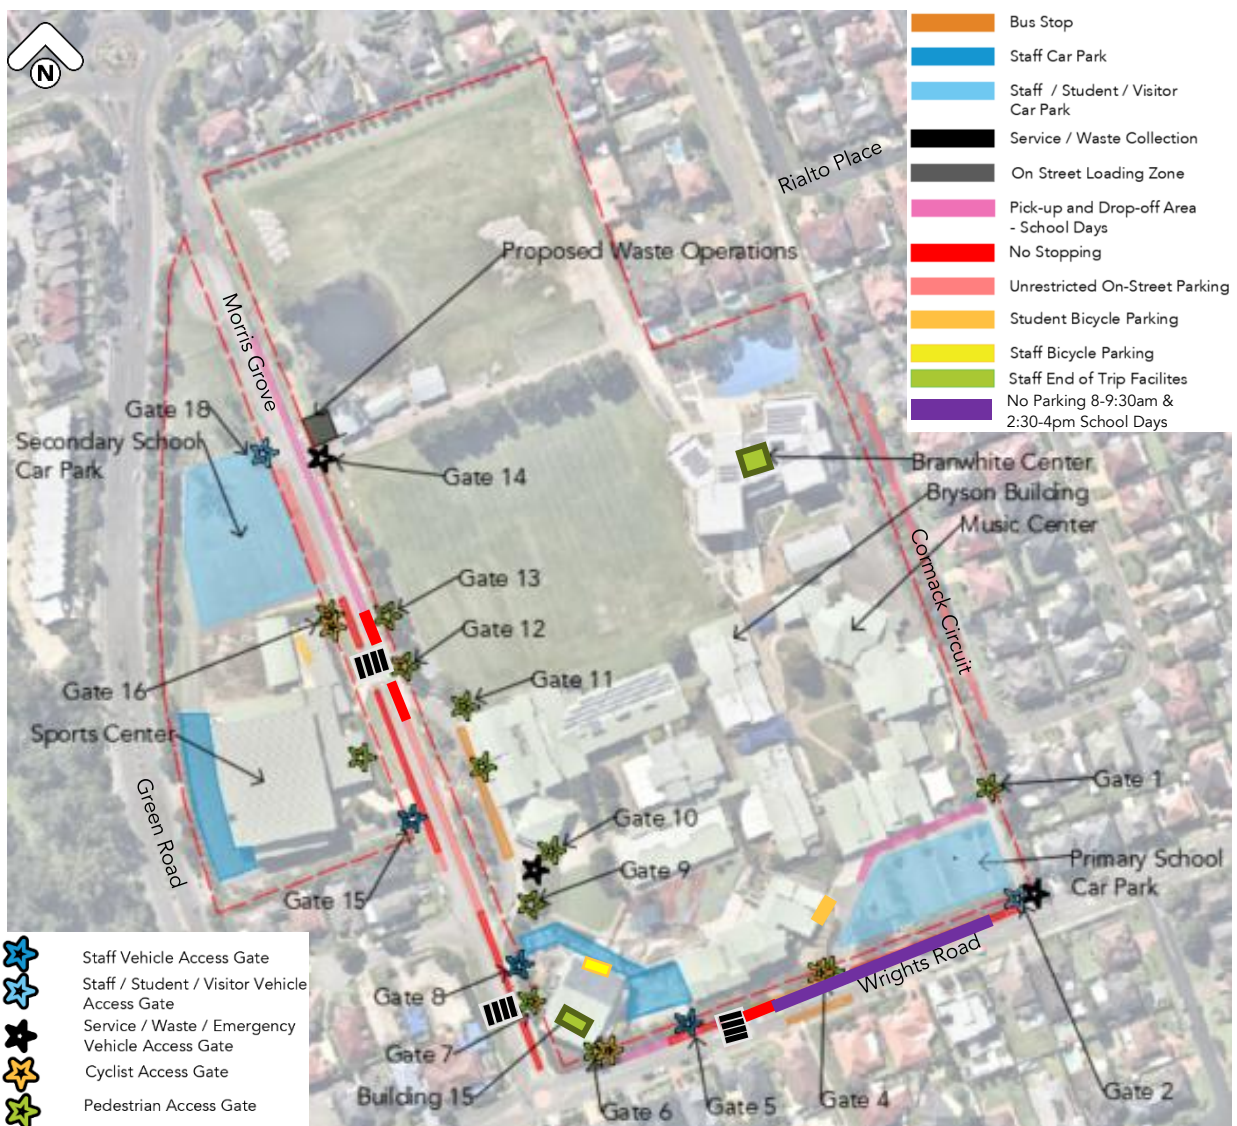 N
Bus Stop
Staff Car Park
Staff / Student / Visitor
Car Park
Service / Waste Collection
On Street Loading Zone
Pick-up and Drop-off Area
- School Days
No Stopping
Unrestricted On-Street Parking
Student Bicycle Parking
Staff Bicycle Parking
Staff End of Trip Facilites
No Parking 8-9:30am &
2:30-4pm School Days
Rialto Place
Proposed Waste Operations
Morris Grove
Gate 18
Secondary School
Car Park
Gate 14
Branwhite Center
Bryson Building
Music Center
Cormack Circuit
Gate 13
Gate 12
Gate 11
Gate 16
Sports Center
Green Road
Gate 1
Gate 10
Gate 9
Primary School
Car Park
Gate 15
Wrights Road
Gate 8
Gate 7
Building 15
Gate 6
Gate 5
Gate 4
Gate 2
Staff Vehicle Access Gate
Staff / Student / Visitor Vehicle
Access Gate
Service / Waste / Emergency
Vehicle Access Gate
Cyclist Access Gate
Pedestrian Access Gate